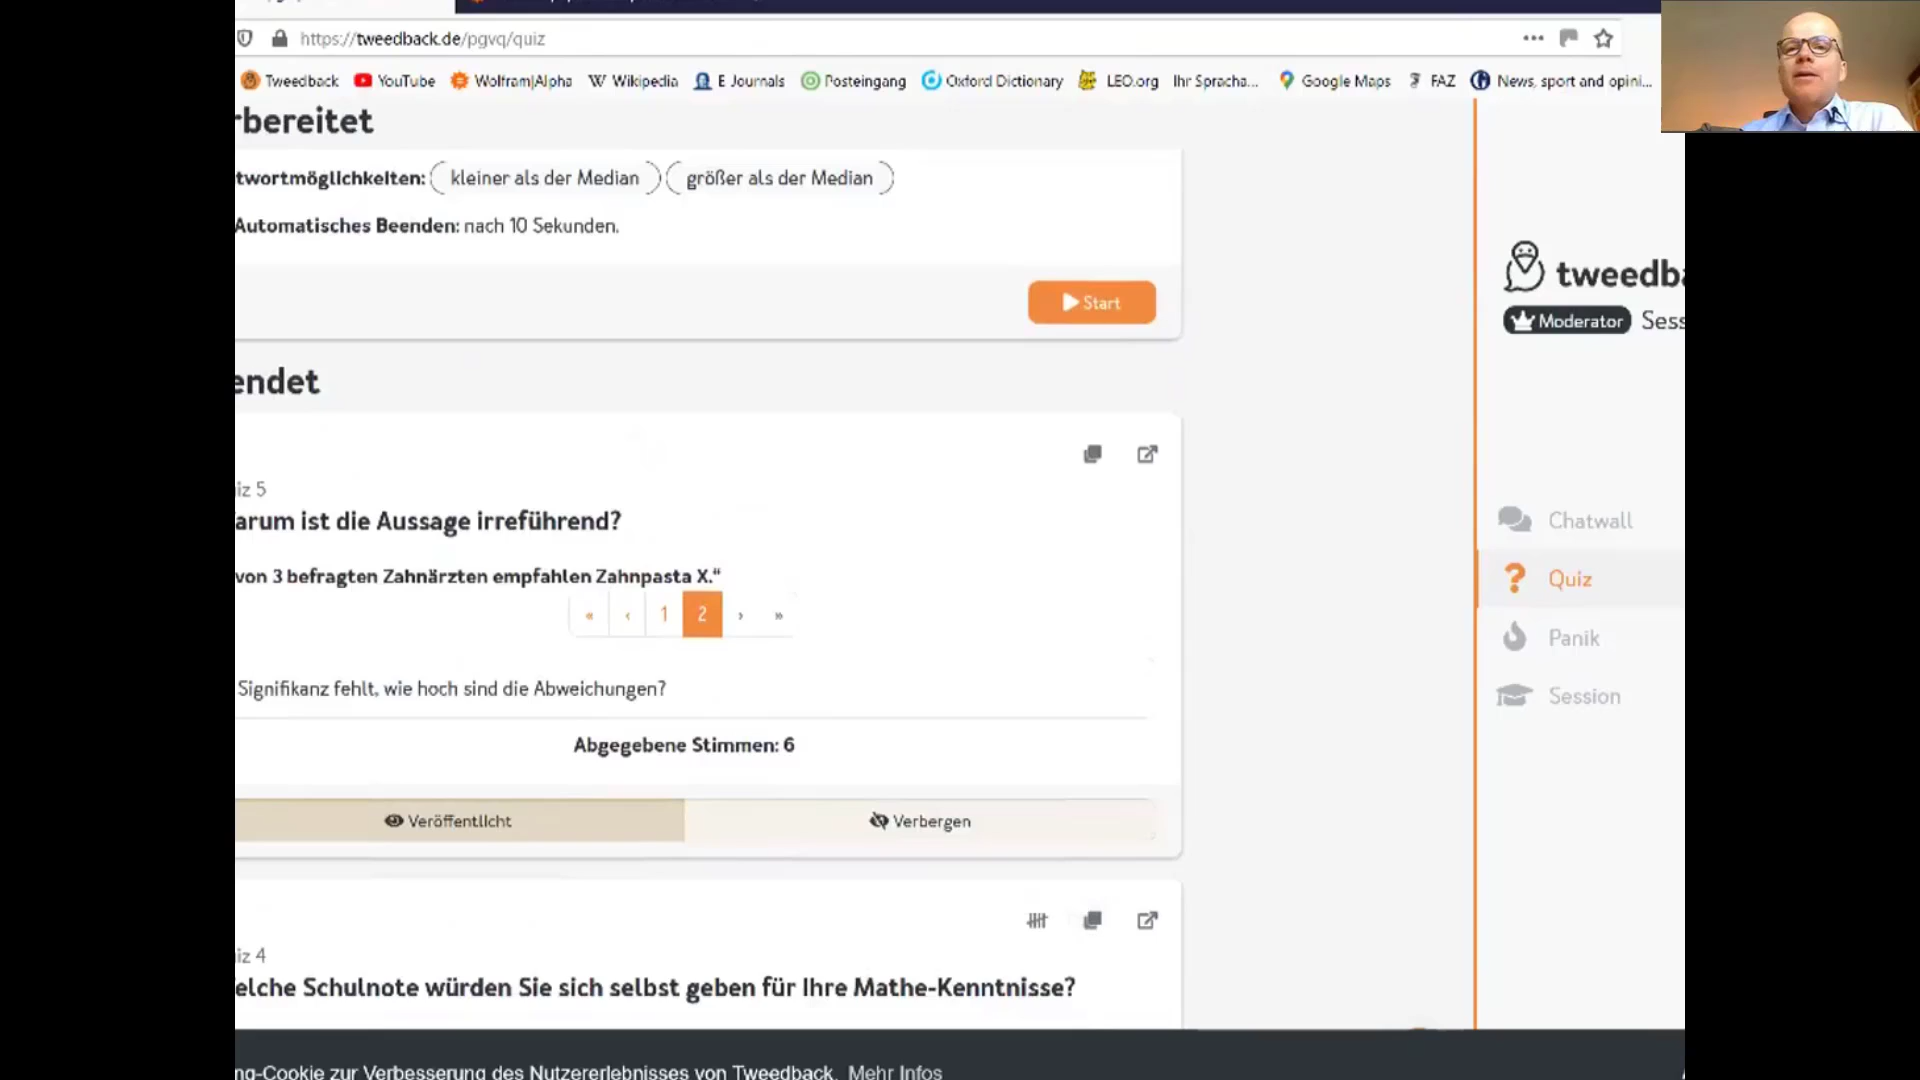 https://tweedback.de/pgvq/quiz
Tweedback YouTube Wolfram|Alpha Wikipedia E Journals Posteingang Oxford Dictionary LEO.org Ihr Spracha... Google Maps FAZ News, sport and opini...
rbereitet
twortmöglichkeiten: kleiner als der Median größer als der Median
Automatisches Beenden: nach 10 Sekunden.
Start
tweedba
Moderator Sess
endet
iz 5
arum ist die Aussage irreführend?
von 3 befragten Zahnärzten empfahlen Zahnpasta X.“
« ‹ 1 2 › »
Signifikanz fehlt, wie hoch sind die Abweichungen?
Abgegebene Stimmen: 6
Veröffentlicht Verbergen
Chatwall
Quiz
Panik
Session
iz 4
elche Schulnote würden Sie sich selbst geben für Ihre Mathe-Kenntnisse?
ng-Cookie zur Verbesserung des Nutzererlebnisses von Tweedback. Mehr Infos